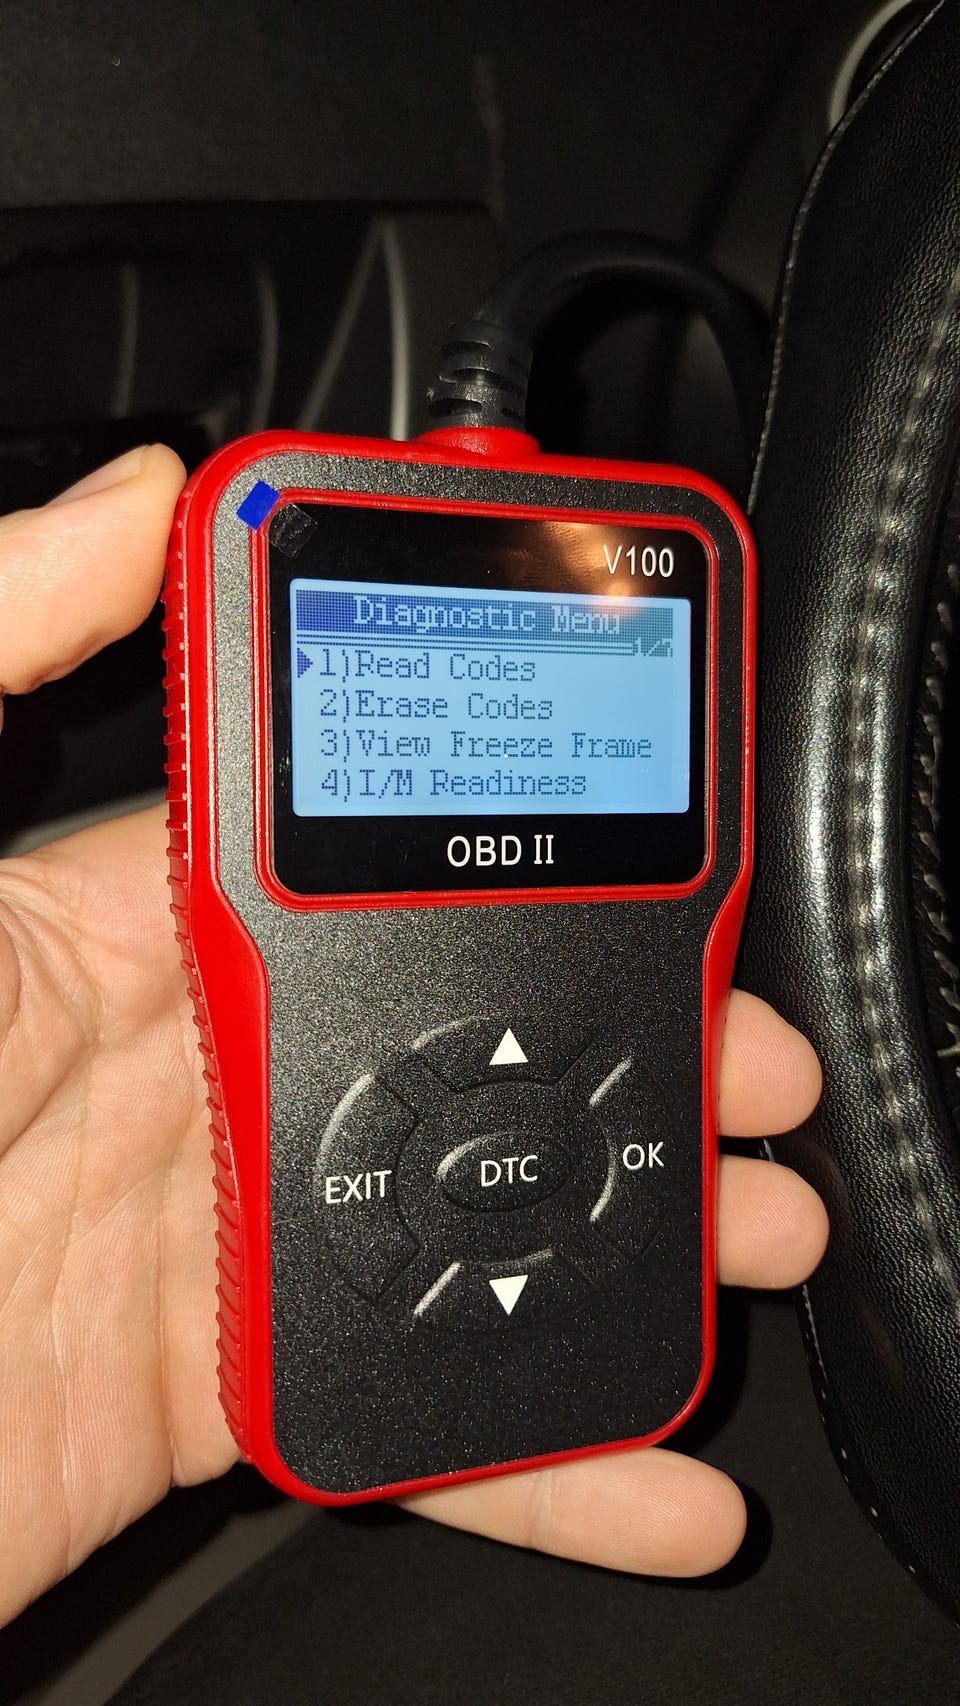 V100
Diagnostic Menu
1)Read Codes
2)Erase Codes
3)View Freeze Frame
4)I/M Readiness
OBD II
EXIT
DTC
OK